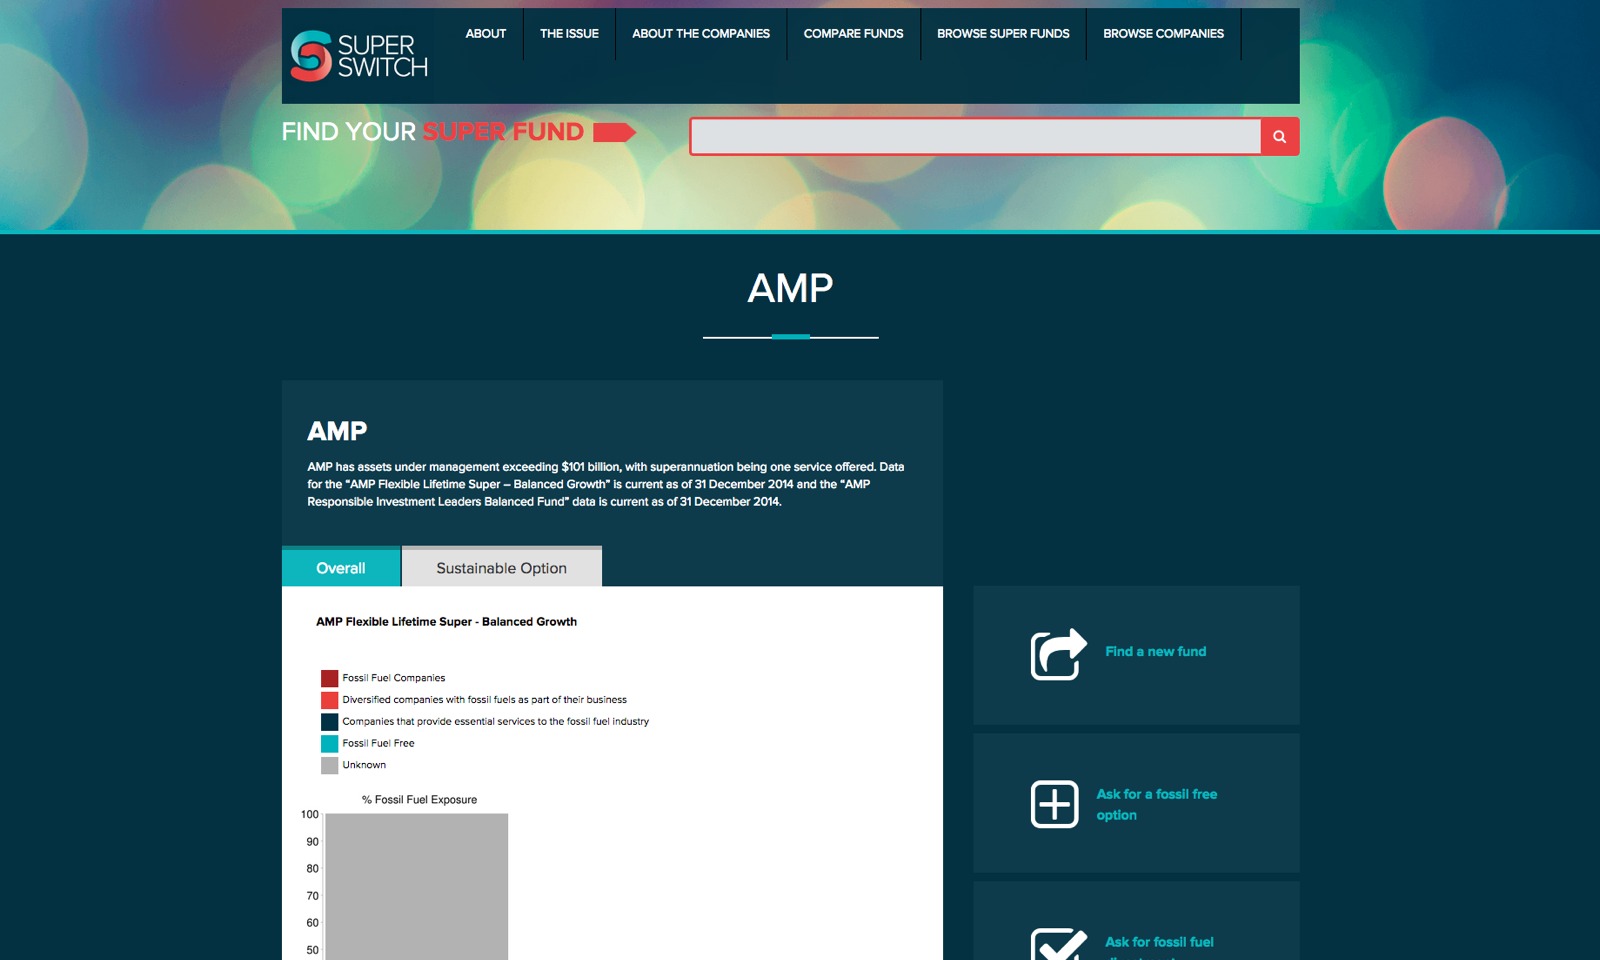 SUPER
SWITCH
ABOUT
THE ISSUE
ABOUT THE COMPANIES
COMPARE FUNDS
BROWSE SUPER FUNDS
BROWSE COMPANIES
FIND YOUR SUPER FUND
AMP
AMP
AMP has assets under management exceeding $101 billion, with superannuation being one service offered. Data
for the “AMP Flexible Lifetime Super – Balanced Growth” is current as of 31 December 2014 and the “AMP
Responsible Investment Leaders Balanced Fund” data is current as of 31 December 2014.
Overall
Sustainable Option
AMP Flexible Lifetime Super - Balanced Growth
Fossil Fuel Companies
Diversified companies with fossil fuels as part of their business
Companies that provide essential services to the fossil fuel industry
Fossil Fuel Free
Unknown
% Fossil Fuel Exposure
100
90
80
70
60
50
Find a new fund
Ask for a fossil free
option
Ask for fossil fuel